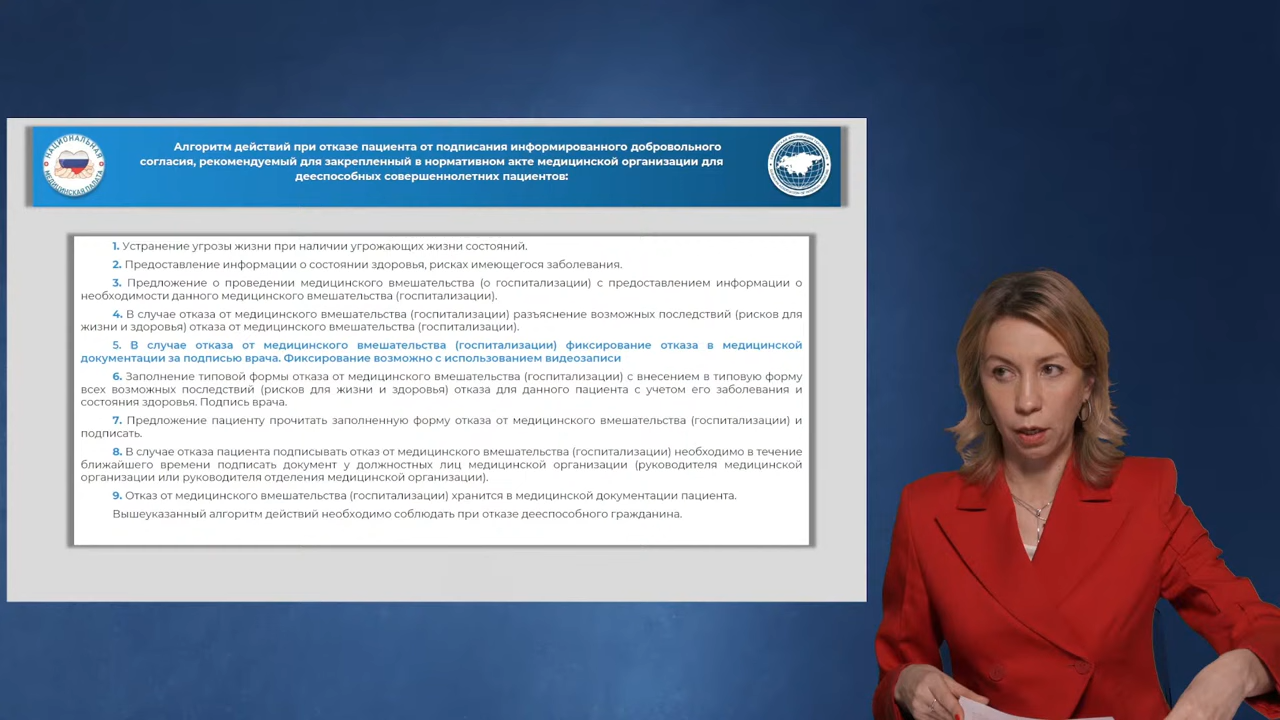 Алгоритм действий при отказе пациента от подписания информированного добровольного
согласия, рекомендуемый для закрепленный в нормативном акте медицинской организации для
дееспособных совершеннолетних пациентов:
НАЦИОНАЛЬНАЯ
МЕДИЦИНСКАЯ ПАЛАТА
1. Устранение угрозы жизни при наличии угрожающих жизни состояний.
2. Предоставление информации о состоянии здоровья, рисках имеющегося заболевания.
3. Предложение о проведении медицинского вмешательства (о госпитализации) с предоставлением информации о
необходимости данного медицинского вмешательства (госпитализации).
4. В случае отказа от медицинского вмешательства (госпитализации) разъяснение возможных последствий (рисков для
жизни и здоровья) отказа от медицинского вмешательства (госпитализации).
5. В случае отказа от медицинского вмешательства (госпитализации) фиксирование отказа в медицинской
документации за подписью врача. Фиксирование возможно с использованием видеозаписи
6. Заполнение типовой формы отказа от медицинского вмешательства (госпитализации) с внесением в типовую форму
всех возможных последствий (рисков для жизни и здоровья) отказа для данного пациента с учетом его заболевания и
состояния здоровья. Подпись врача.
7. Предложение пациенту прочитать заполненную форму отказа от медицинского вмешательства (госпитализации) и
подписать.
8. В случае отказа пациента подписывать отказ от медицинского вмешательства (госпитализации) необходимо в течение
ближайшего времени подписать документ у должностных лиц медицинской организации (руководителя медицинской
организации или руководителя отделения медицинской организации).
9. Отказ от медицинского вмешательства (госпитализации) хранится в медицинской документации пациента.
Вышеуказанный алгоритм действий необходимо соблюдать при отказе дееспособного гражданина.